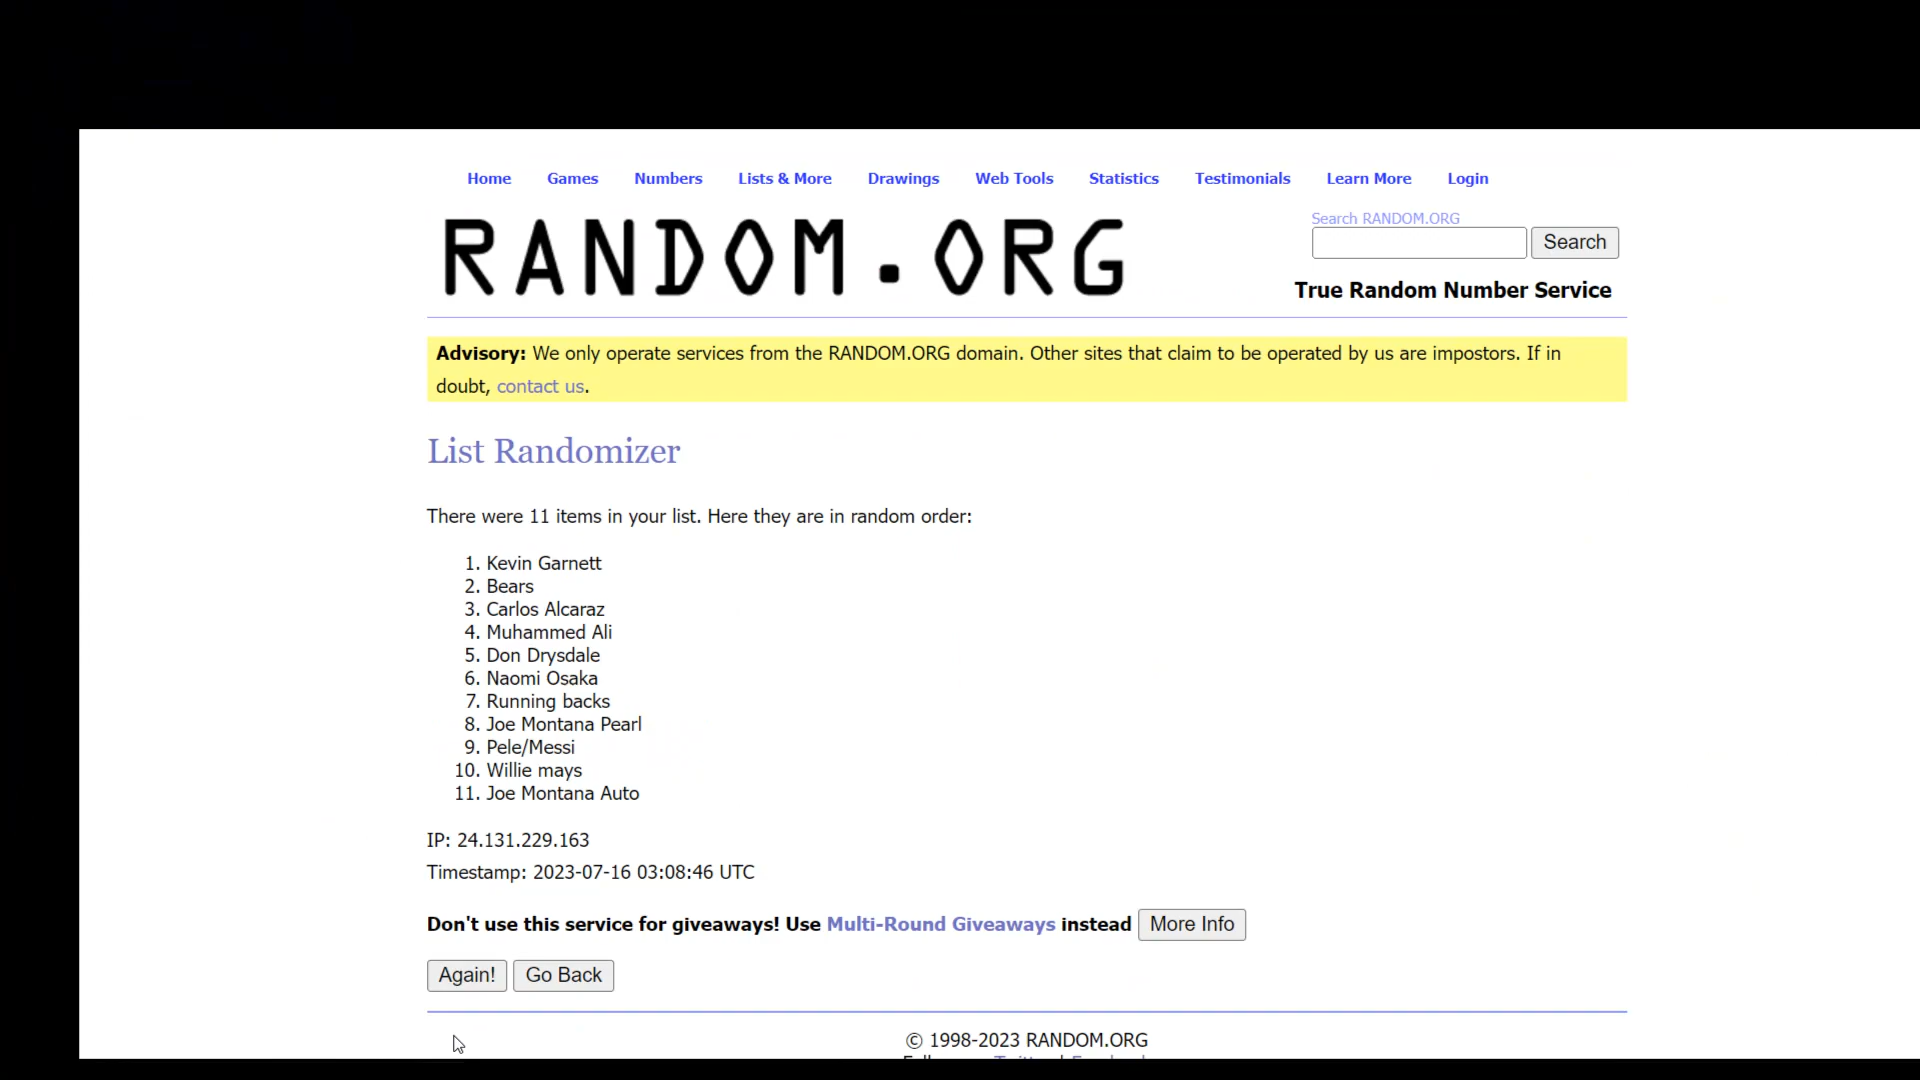 Home Games Numbers Lists & More Drawings Web Tools Statistics Testimonials Learn More Login
RANDOM.ORG
Search RANDOM.ORG
Search
True Random Number Service
Advisory: We only operate services from the RANDOM.ORG domain. Other sites that claim to be operated by us are impostors. If in
doubt, contact us.
List Randomizer
There were 11 items in your list. Here they are in random order:
1. Kevin Garnett
2. Bears
3. Carlos Alcaraz
4. Muhammed Ali
5. Don Drysdale
6. Naomi Osaka
7. Running backs
8. Joe Montana Pearl
9. Pele/Messi
10. Willie mays
11. Joe Montana Auto
IP: 24.131.229.163
Timestamp: 2023-07-16 03:08:46 UTC
Don't use this service for giveaways! Use Multi-Round Giveaways instead More Info
Again! Go Back
© 1998-2023 RANDOM.ORG